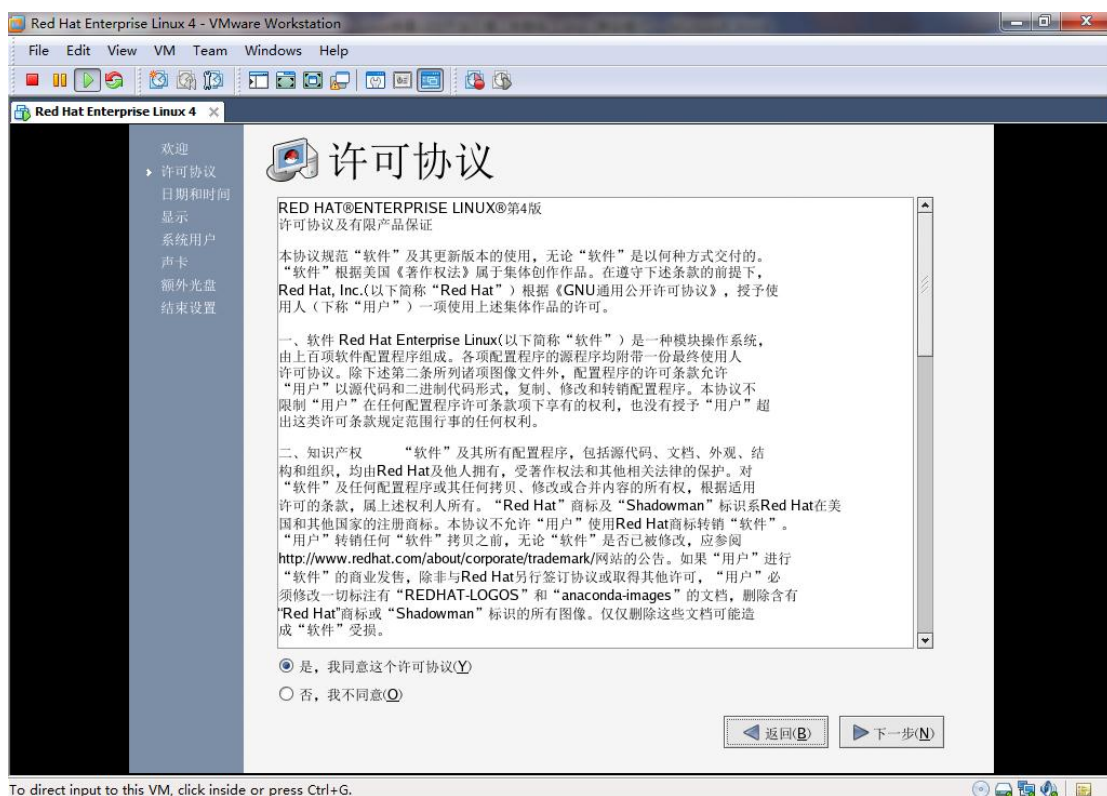 Red Hat Enterprise Linux 4 - VMware Workstation
File Edit View VM Team Windows Help
Red Hat Enterprise Linux 4
欢迎
许可协议
日期和时间
显示
系统用户
声卡
额外光盘
结束设置
许可协议
RED HAT®ENTERPRISE LINUX®第4版
许可协议及有限产品保证
本协议规范“软件”及其更新版本的使用，无论“软件”是以何种方式交付的。
“软件”根据美国《著作权法》属于集体创作作品。在遵守下述条款的前提下，
Red Hat, Inc.(以下简称“Red Hat”）根据《GNU通用公开许可协议》，授予使
用人（下称“用户”）一项使用上述集体作品的许可。
一、软件 Red Hat Enterprise Linux(以下简称“软件”）是一种模块操作系统，
由上百项软件配置程序组成。各项配置程序的源程序均附带一份最终使用人
许可协议。除下述第二条所列诸项图像文件外，配置程序的许可条款允许
“用户”以源代码和二进制代码形式，复制、修改和转销配置程序。本协议不
限制“用户”在任何配置程序许可条款项下享有的权利，也没有授予“用户”超
出这类许可条款规定范围行事的任何权利。
二、知识产权 “软件”及其所有配置程序，包括源代码、文档、外观、结
构和组织，均由Red Hat及他人拥有，受著作权法和其他相关法律的保护。对
“软件”及任何配置程序或其任何拷贝、修改或合并内容的所有权，根据适用
许可的条款，属上述权利人所有。“Red Hat”商标及“Shadowman”标识系Red Hat在美
国和其他国家的注册商标。本协议不允许“用户”使用Red Hat商标转销“软件”。
“用户”转销任何“软件”拷贝之前，无论“软件”是否已被修改，应参阅
http://www.redhat.com/about/corporate/trademark/网站的公告。如果“用户”进行
“软件”的商业发售，除非与Red Hat另行签订协议或取得其他许可，“用户”必
须修改一切标注有“REDHAT-LOGOS”和“anaconda-images”的文档，删除含有
“Red Hat”商标或“Shadowman”标识的所有图像。仅仅删除这些文档可能造
成“软件”受损。
是，我同意这个许可协议(Y)
否，我不同意(O)
返回(B) 下一步(N)
To direct input to this VM, click inside or press Ctrl+G.